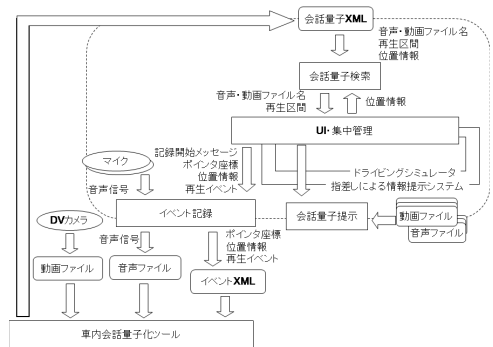 会話量子XML
音声・動画ファイル名
再生区間
位置情報
会話量子検索
音声・動画ファイル名
再生区間
位置情報
UI・集中管理
マイク
記録開始メッセージ
ポインタ座標
位置情報
再生イベント
ドライビングシミュレータ
指差しによる情報提示システム
音声信号
イベント記録
会話量子提示
動画ファイル
音声ファイル
DVカメラ
音声信号
ポインタ座標
位置情報
再生イベント
動画ファイル
音声ファイル
イベントXML
車内会話量子化ツール